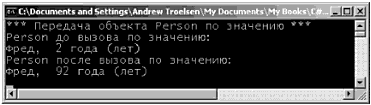 C:\Documents and Settings\Andrew Troelsen\My Documents\My Books\C#...
*** Передача объекта Person по значению ***
Person до вызова по значению:
Фред,  2 года (лет)
Person после вызова по значению:
Фред,  92 года (лет)